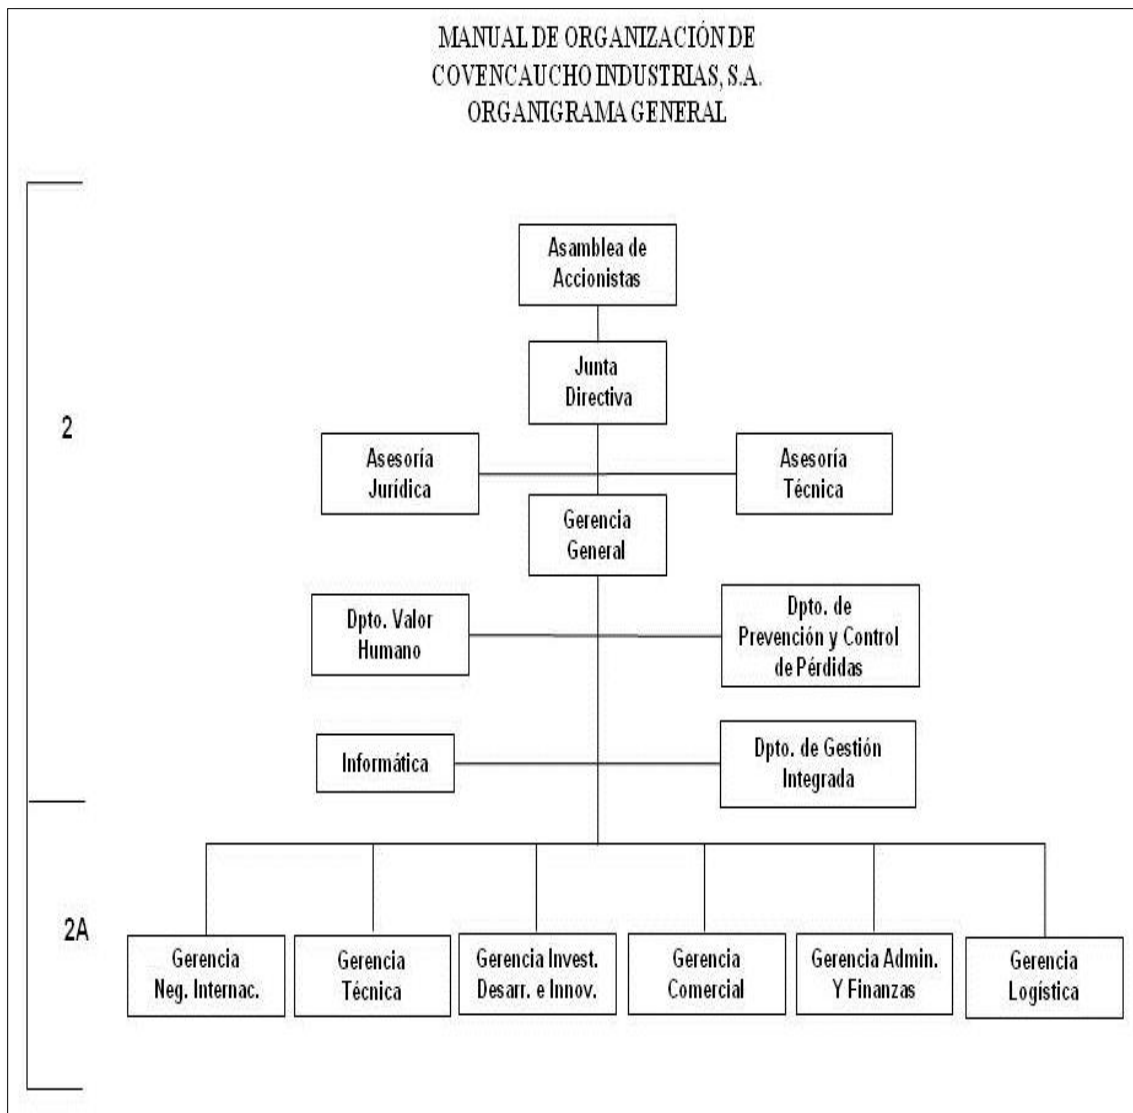 MANUAL DE ORGANIZACIÓN DE
COVENCAUCHO INDUSTRIAS, S.A.
ORGANIGRAMA GENERAL
2
Asamblea de
Accionistas
Junta
Directiva
Asesoría
Jurídica
Asesoría
Técnica
Gerencia
General
Dpto. Valor
Humano
Dpto. de
Prevención y Control
de Pérdidas
Informática
Dpto. de Gestión
Integrada
2A
Gerencia
Neg. Internac.
Gerencia
Técnica
Gerencia Invest.
Desarr. e Innov.
Gerencia
Comercial
Gerencia Admin.
Y Finanzas
Gerencia
Logística